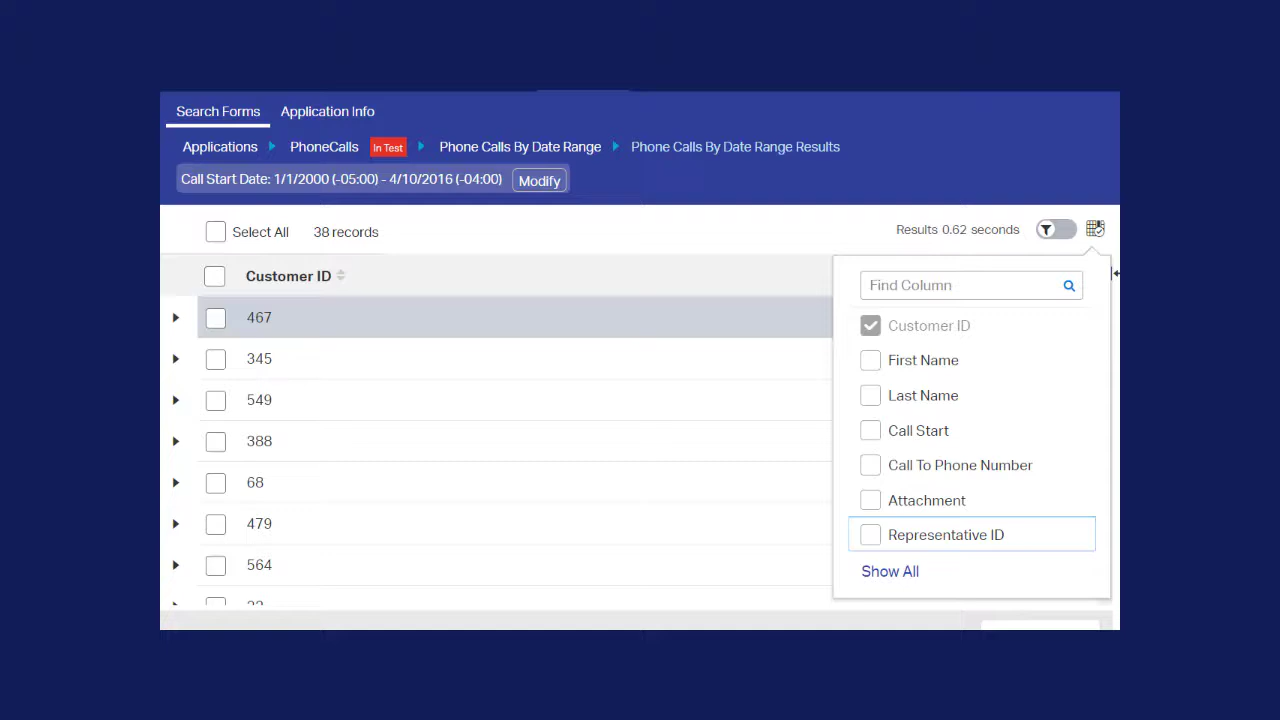 Search Forms Application Info
Applications PhoneCalls In Test Phone Calls By Date Range Phone Calls By Date Range Results
Call Start Date: 1/1/2000 (-05:00) - 4/10/2016 (-04:00) Modify
Select All 38 records Results 0.62 seconds
Customer ID
467
345
549
388
68
479
564
Find Column
Customer ID
First Name
Last Name
Call Start
Call To Phone Number
Attachment
Representative ID
Show All